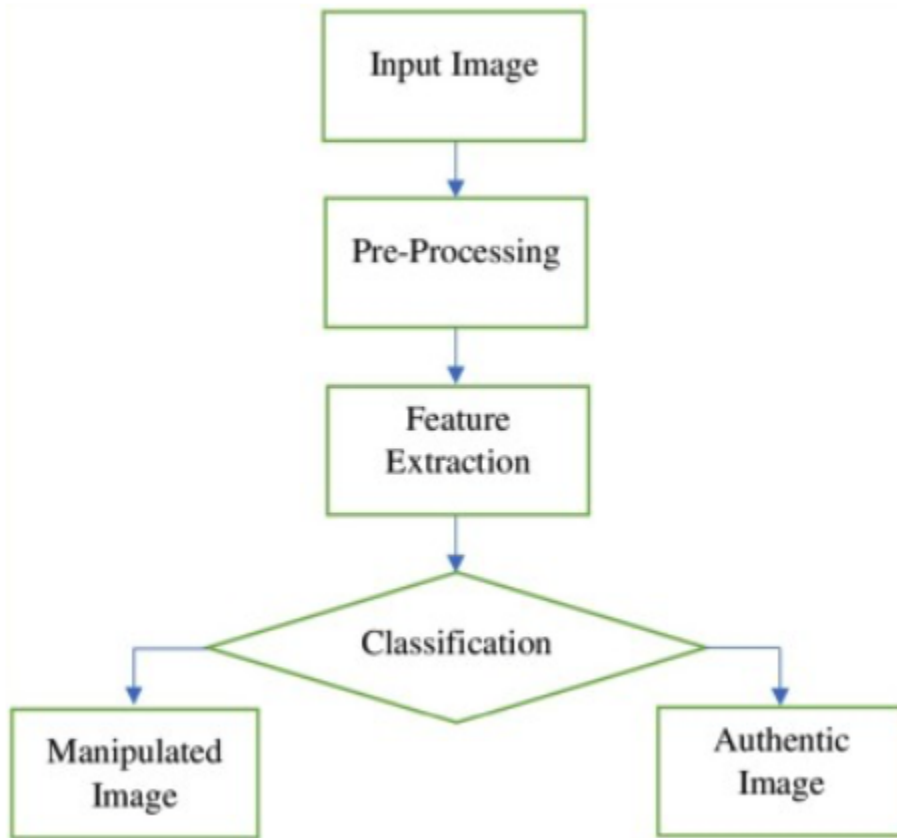 Input Image
Pre-Processing
Feature
Extraction
Classification
Manipulated
Image
Authentic
Image